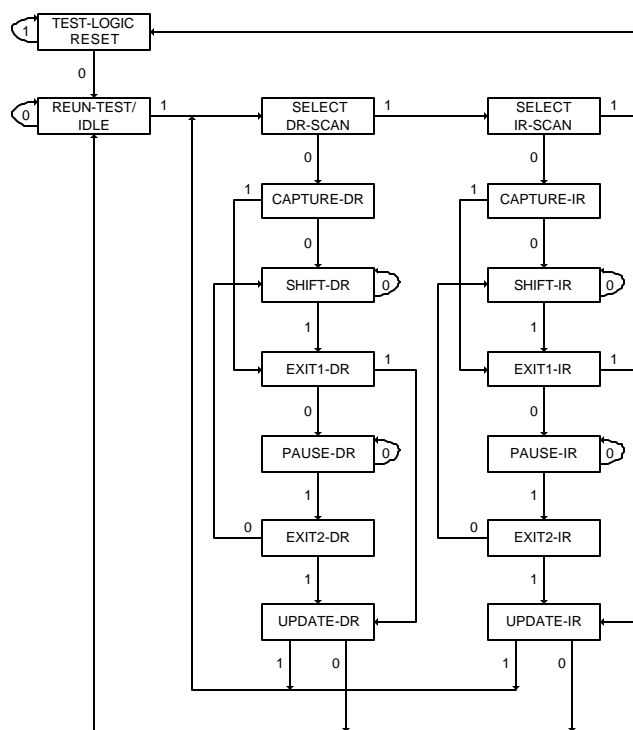 TEST-LOGIC
RESET
1
0
REUN-TEST/
IDLE
0
1
SELECT
DR-SCAN
1
SELECT
IR-SCAN
1
0
0
1
CAPTURE-DR
1
CAPTURE-IR
0
0
SHIFT-DR
0
SHIFT-IR
0
1
1
EXIT1-DR
1
EXIT1-IR
1
0
0
PAUSE-DR
0
PAUSE-IR
0
1
1
0
EXIT2-DR
0
EXIT2-IR
1
1
UPDATE-DR
UPDATE-IR
1
0
1
0